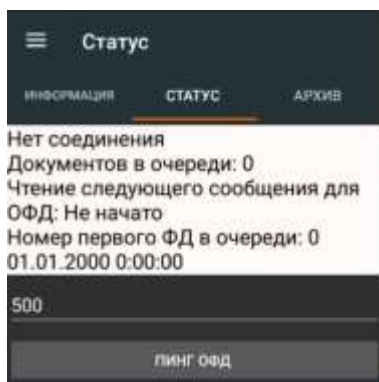 Статус
ИНФОРМАЦИЯ СТАТУС АРХИВ
Нет соединения
Документов в очереди: 0
Чтение следующего сообщения для
ОФД: Не начато
Номер первого ФД в очереди: 0
01.01.2000 0:00:00
500
ПИНГ ОФД